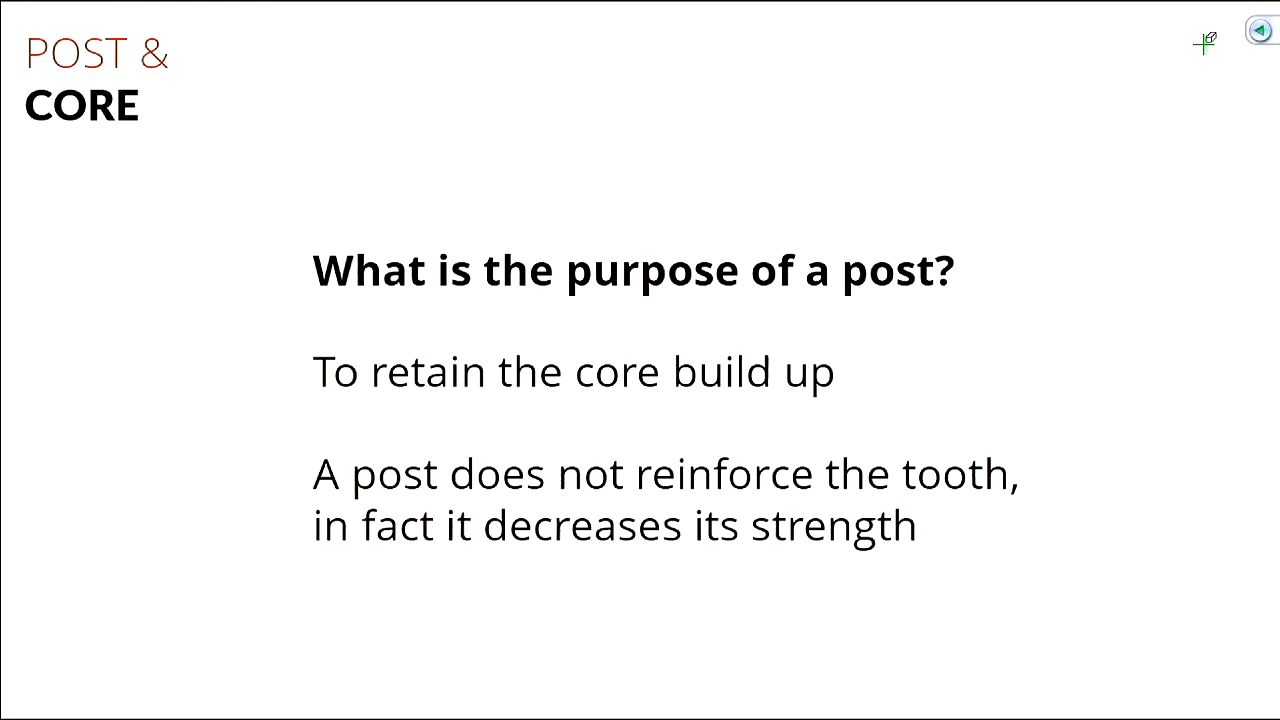 POST &
CORE
What is the purpose of a post?
To retain the core build up
A post does not reinforce the tooth,
in fact it decreases its strength